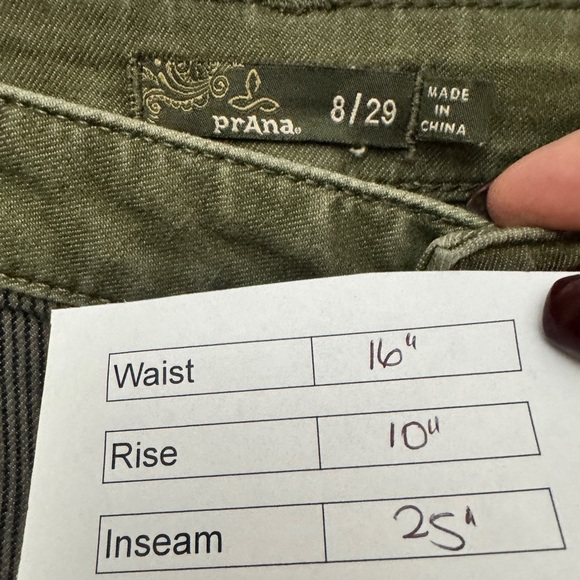 prAna® 8/29
MADE
IN
CHINA
Waist 16"
Rise 10"
Inseam 25"